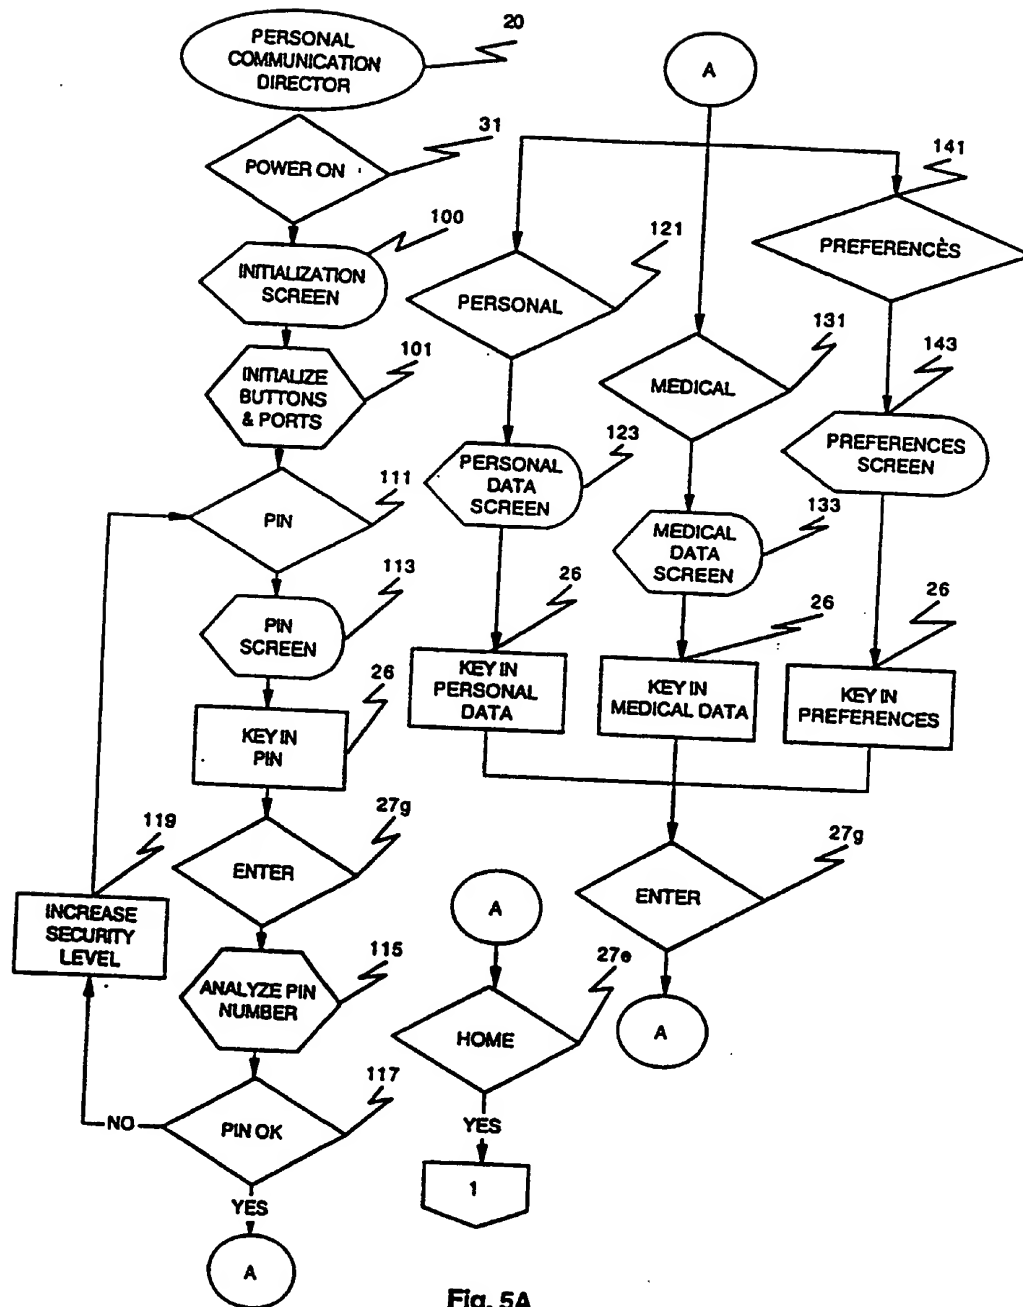 20
PERSONAL
COMMUNICATION
DIRECTOR
31
POWER ON
100
INITIALIZATION
SCREEN
101
INITIALIZE
BUTTONS
& PORTS
111
PIN
113
PIN
SCREEN
26
KEY IN
PIN
27g
ENTER
119
INCREASE
SECURITY
LEVEL
115
ANALYZE PIN
NUMBER
117
PIN OK
NO
YES
A
A
121
PERSONAL
123
PERSONAL
DATA
SCREEN
26
KEY IN
PERSONAL
DATA
131
MEDICAL
133
MEDICAL
DATA
SCREEN
26
KEY IN
MEDICAL DATA
141
PREFERENCES
143
PREFERENCES
SCREEN
26
KEY IN
PREFERENCES
27g
ENTER
A
A
27e
HOME
YES
1
Fig. 5A